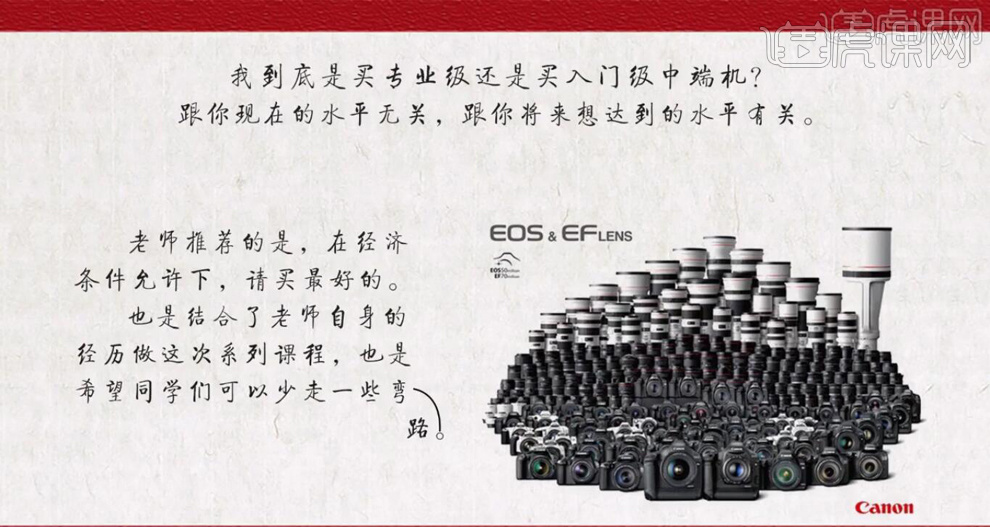 虎课网
我到底是买专业级还是买入门级中端机？
跟你现在的水平无关，跟你将来想达到的水平有关。
老师推荐的是，在经济
条件允许下，请买最好的。
也是结合了老师自身的
经历做这次系列课程，也是
希望同学们可以少走一些弯
路。
EOS & EF LENS
EOS50million
EF70million
Canon